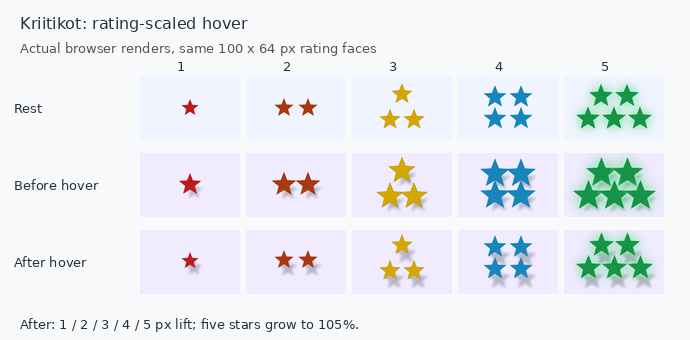 Kriitikot: rating-scaled hover
Actual browser renders, same 100 x 64 px rating faces
1 2 3 4 5
Rest
Before hover
After hover
After: 1 / 2 / 3 / 4 / 5 px lift; five stars grow to 105%.